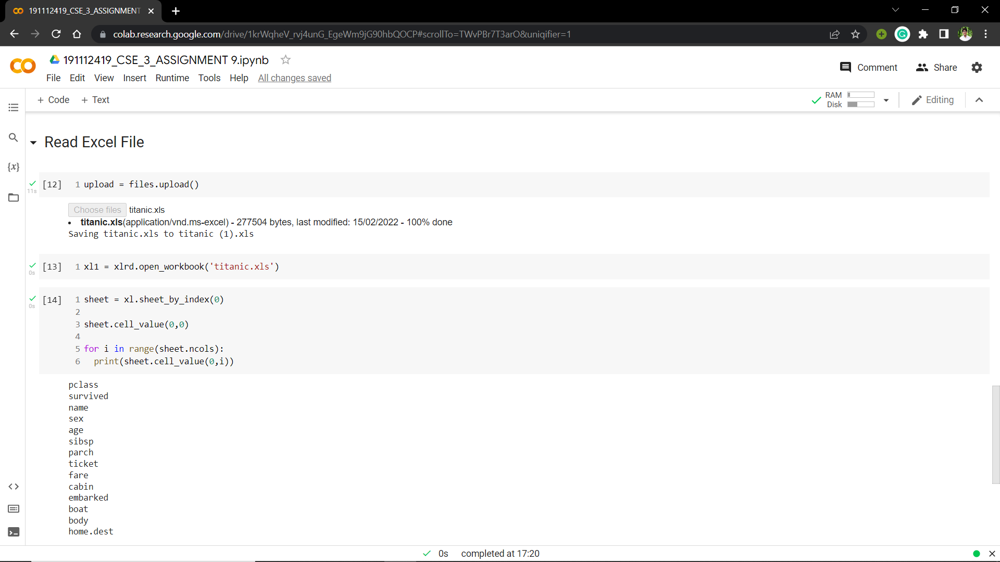 191112419_CSE_3_ASSIGNMENT
colab.research.google.com/drive/1krWqheV_rvj4unG_EgeWm9jG90hbQOCP#scrollTo=TWvPBr7T3arO&uniqifier=1
191112419_CSE_3_ASSIGNMENT 9.ipynb
Comment Share
File Edit View Insert Runtime Tools Help All changes saved
+ Code + Text
RAM
Disk
Editing
Read Excel File
{x}
[12] 1 upload = files.upload()
11s
Choose files titanic.xls
• titanic.xls(application/vnd.ms-excel) - 277504 bytes, last modified: 15/02/2022 - 100% done
Saving titanic.xls to titanic (1).xls
[13] 1 xl1 = xlrd.open_workbook('titanic.xls')
0s
[14] 1 sheet = xl.sheet_by_index(0)
0s
2
3 sheet.cell_value(0,0)
4
5 for i in range(sheet.ncols):
6   print(sheet.cell_value(0,i))
pclass
survived
name
sex
age
sibsp
parch
ticket
fare
cabin
embarked
boat
body
home.dest
0s completed at 17:20